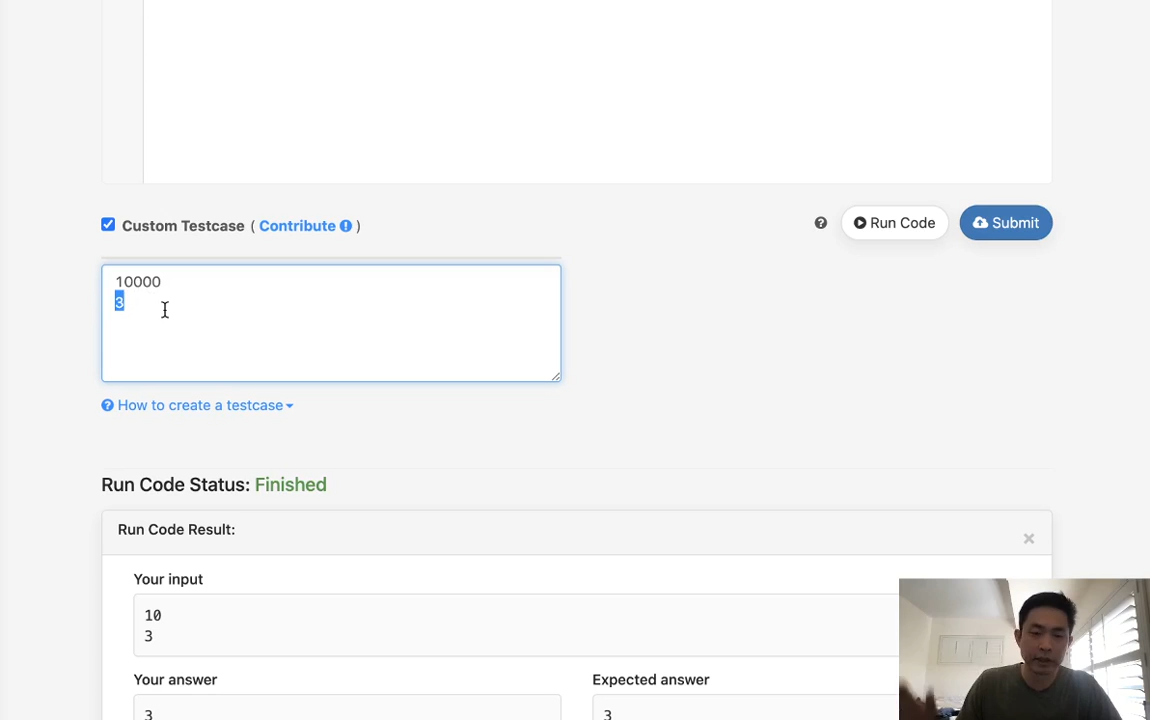 Custom Testcase ( Contribute )
Run Code
Submit
10000
3
How to create a testcase
Run Code Status: Finished
Run Code Result:
×
Your input
10
3
Your answer
Expected answer
3
3